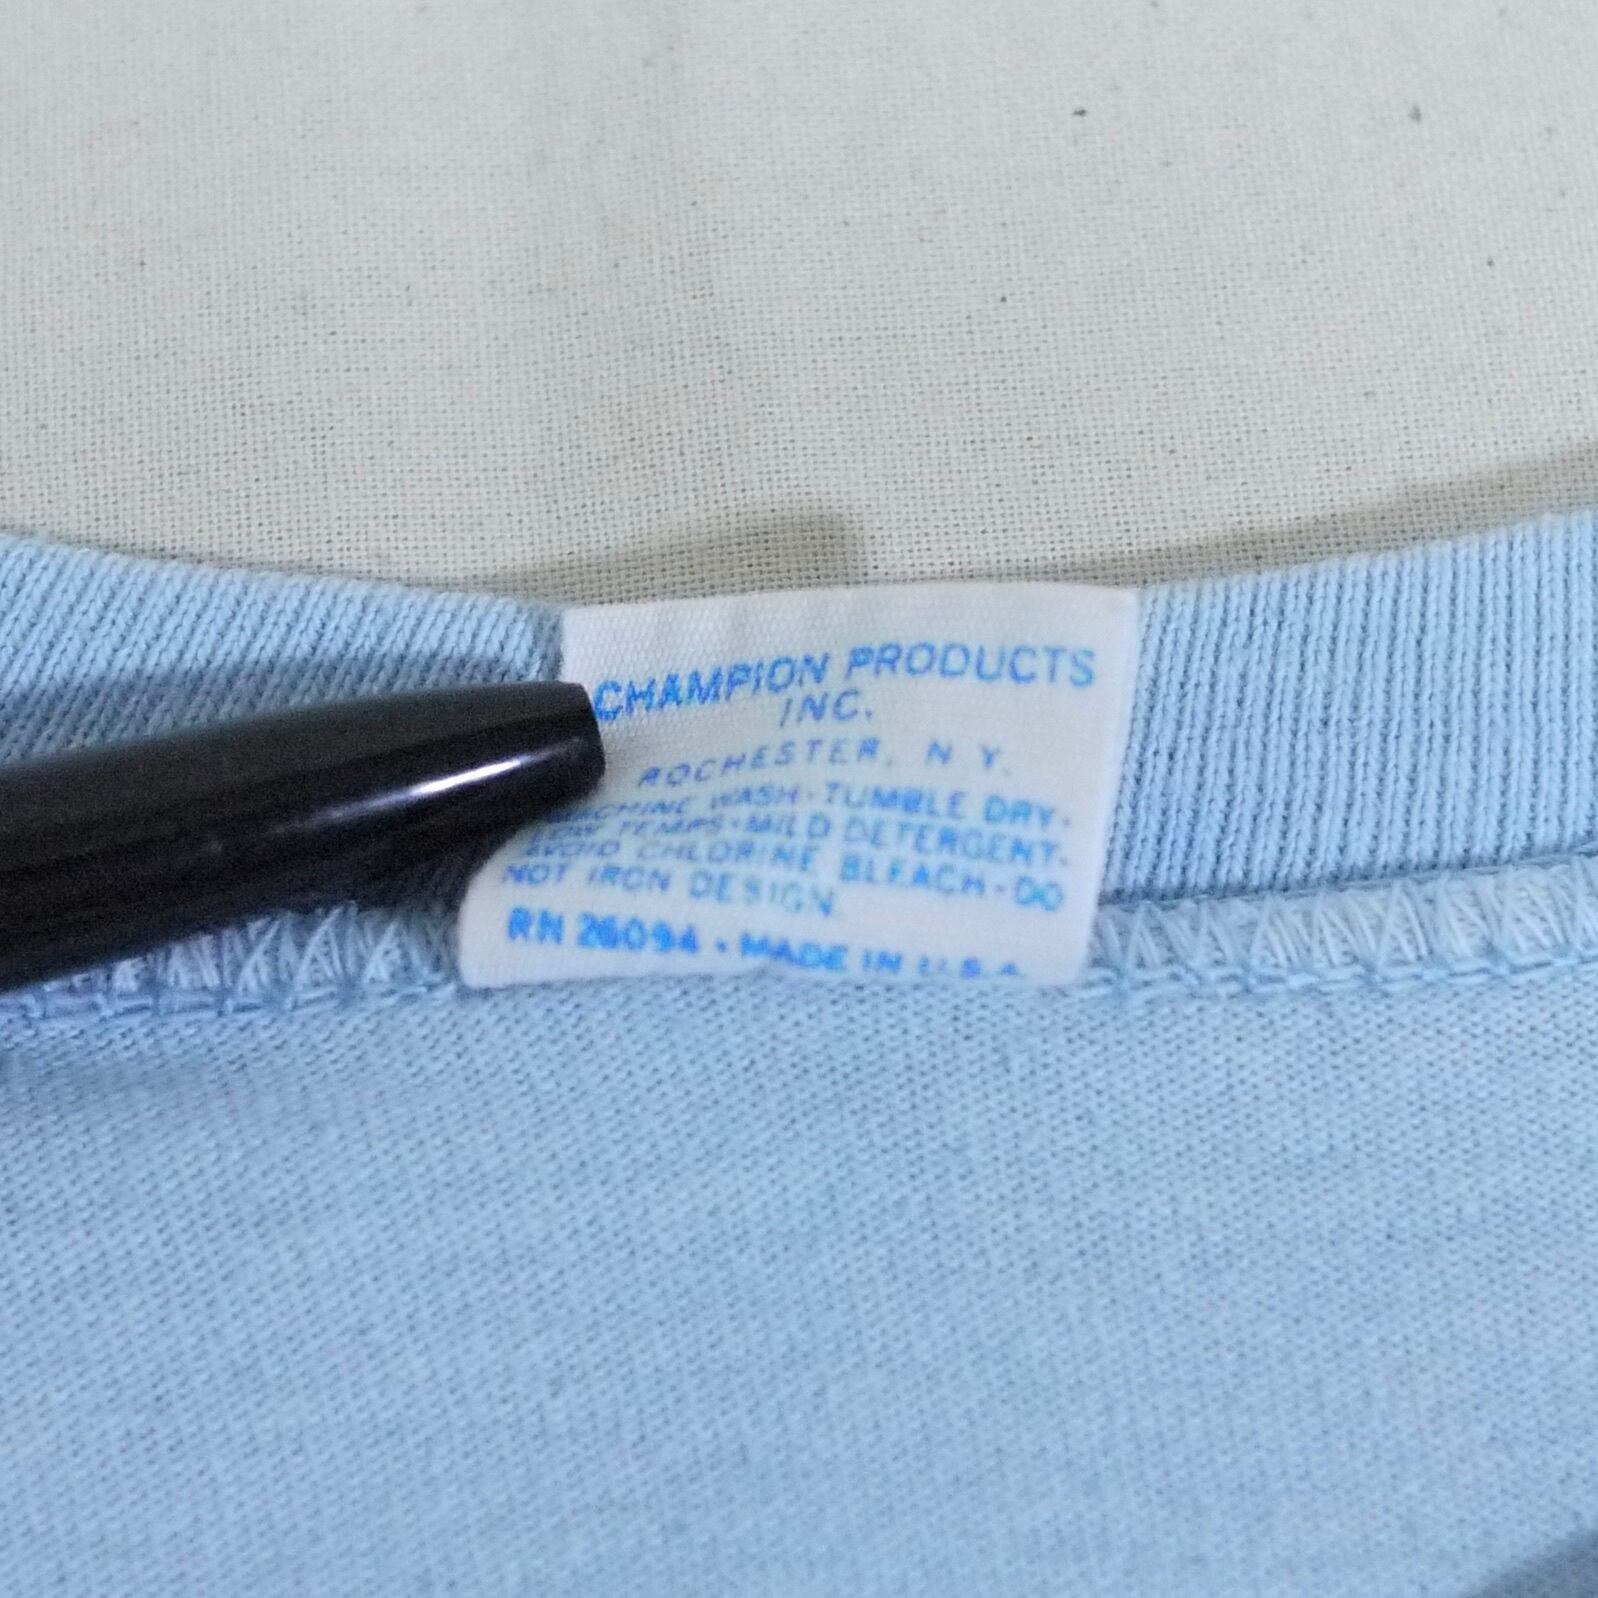 CHAMPION PRODUCTS
INC.
ROCHESTER, N Y.
MACHINE WASH·TUMBLE DRY·
LOW TEMPS·MILD DETERGENT·
AVOID CHLORINE BLEACH·DO
NOT IRON DESIGN
RN 26094 · MADE IN U.S.A.